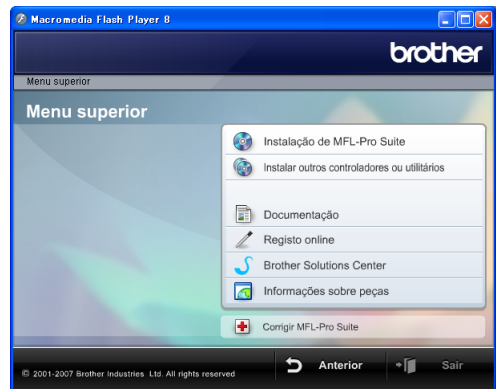 Macromedia Flash Player 8
brother
Menu superior
Menu superior
Instalação de MFL-Pro Suite
Instalar outros controladores ou utilitários
Documentação
Registo online
Brother Solutions Center
Informações sobre peças
Corrigir MFL-Pro Suite
© 2001-2007 Brother Industries Ltd. All rights reserved
Anterior
Sair